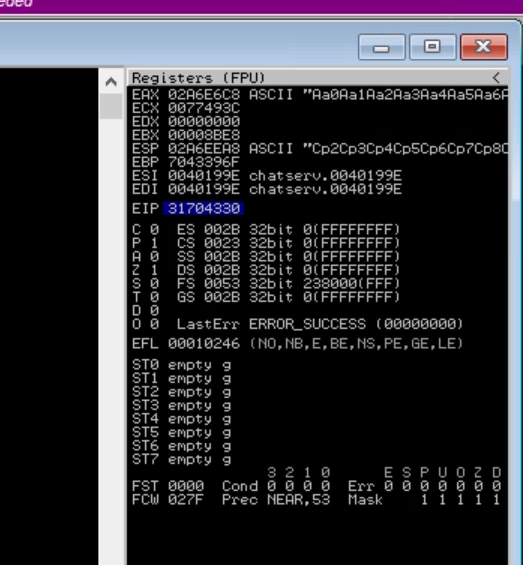 eded
Registers (FPU) <
EAX 02A6E6C8 ASCII "Aa0Aa1Aa2Aa3Aa4Aa5Aa6A
ECX 0077493C
EDX 00000000
EBX 00008BE8
ESP 02A6EEA8 ASCII "Cp2Cp3Cp4Cp5Cp6Cp7Cp8C
EBP 7043396F
ESI 0040199E chatserv.0040199E
EDI 0040199E chatserv.0040199E
EIP 31704330
C 0 ES 002B 32bit 0(FFFFFFFF)
P 1 CS 0023 32bit 0(FFFFFFFF)
A 0 SS 002B 32bit 0(FFFFFFFF)
Z 1 DS 002B 32bit 0(FFFFFFFF)
S 0 FS 0053 32bit 238000(FFF)
T 0 GS 002B 32bit 0(FFFFFFFF)
D 0
O 0 LastErr ERROR_SUCCESS (00000000)
EFL 00010246 (NO,NB,E,BE,NS,PE,GE,LE)
ST0 empty g
ST1 empty g
ST2 empty g
ST3 empty g
ST4 empty g
ST5 empty g
ST6 empty g
ST7 empty g
3 2 1 0 E S P U O Z D
FST 0000 Cond 0 0 0 0 Err 0 0 0 0 0 0 0
FCW 027F Prec NEAR,53 Mask 1 1 1 1 1